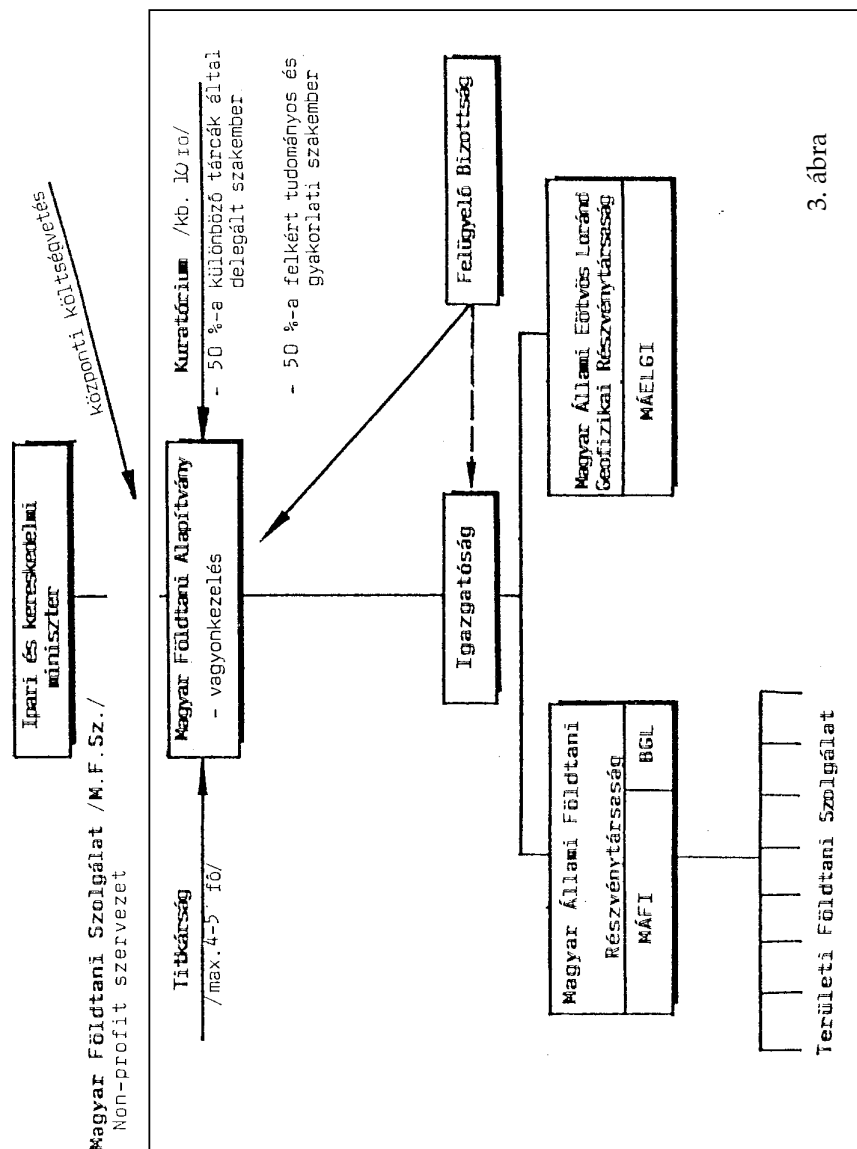 Ipari és kereskedelmi
miniszter
központi költségvetés
Magyar Földtani Szolgálat /M.F.Sz./
Non-profit szervezet
Titkárság
/max.4-5 fő/
Magyar Földtani Alapítvány
- vagyonkezelés
Kuratórium /kb. 10 fő/
- 50 %-a különböző tárcák által
delegált szakember
- 50 %-a felkért tudományos és
gyakorlati szakember
Igazgatóság
Felügyelő Bizottság
Magyar Állami Földtani
Részvénytársaság
MÁFI
BGL
Magyar Állami Eötvös Loránd
Geofizikai Részvénytársaság
MÁELGI
Területi Földtani Szolgálat
3. ábra